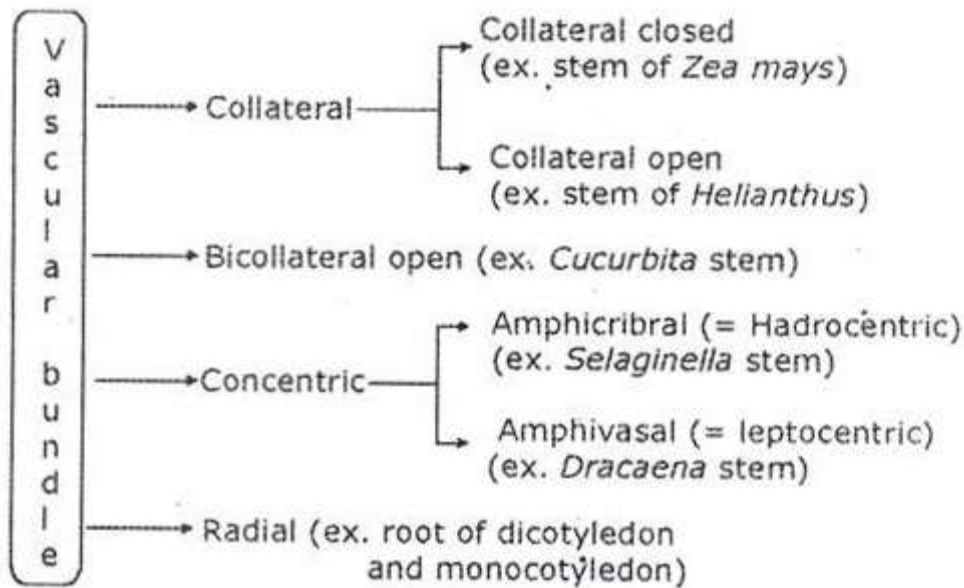 Vascular bundle
Collateral
Collateral closed
(ex. stem of Zea mays)
Collateral open
(ex. stem of Helianthus)
Bicollateral open (ex. Cucurbita stem)
Concentric
Amphicribral (= Hadrocentric)
(ex. Selaginella stem)
Amphivasal (= leptocentric)
(ex. Dracaena stem)
Radial (ex. root of dicotyledon
and monocotyledon)